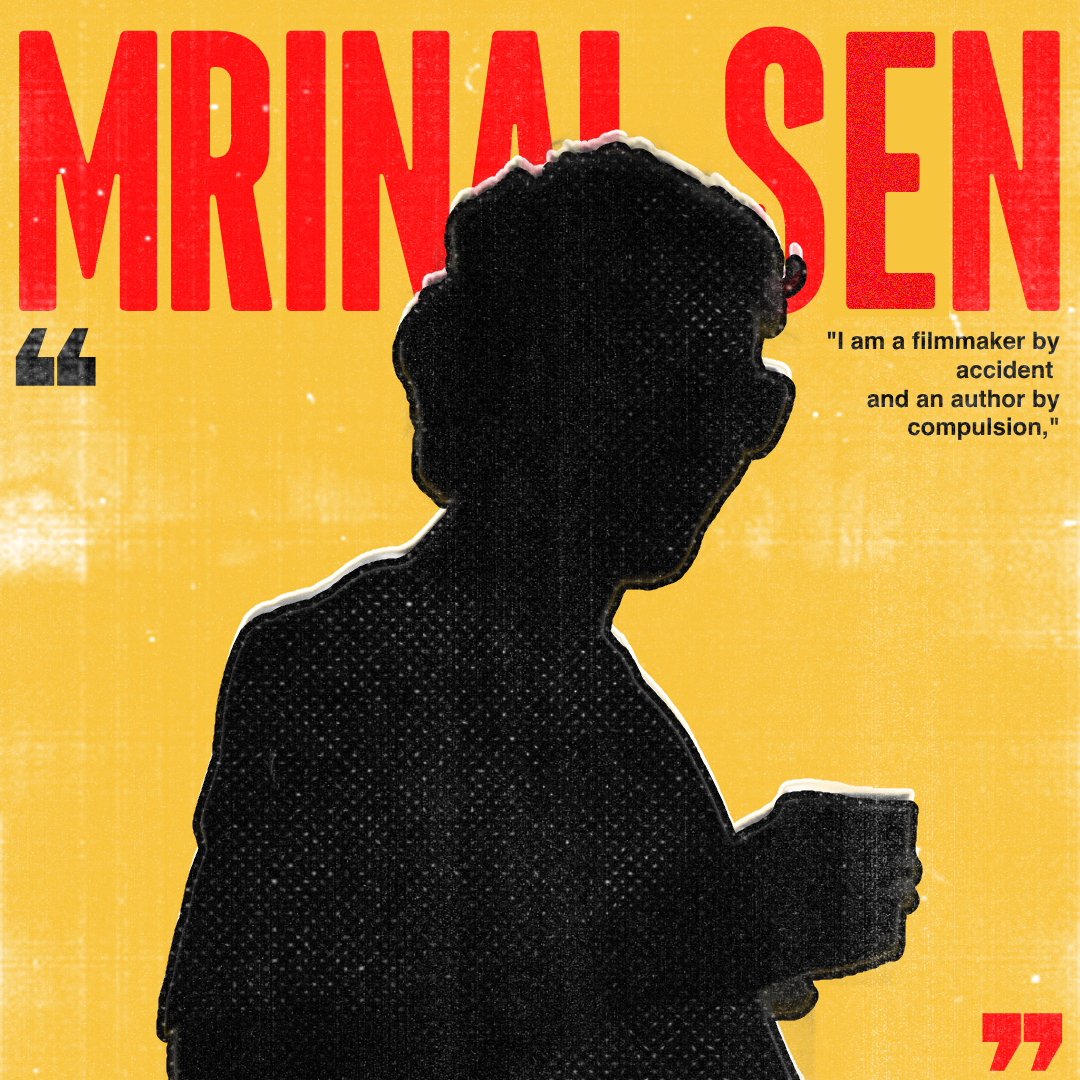 MRINAL SEN
“
"I am a filmmaker by
accident
and an author by
compulsion,"
”